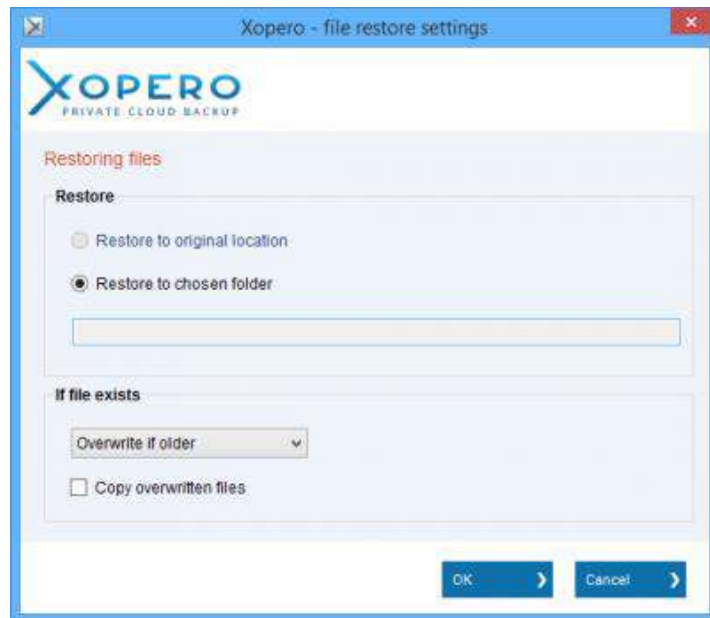 Xopero - file restore settings
XOPERO
PRIVATE CLOUD BACKUP
Restoring files
Restore
Restore to original location
Restore to chosen folder
If file exists
Overwrite if older
Copy overwritten files
OK
Cancel